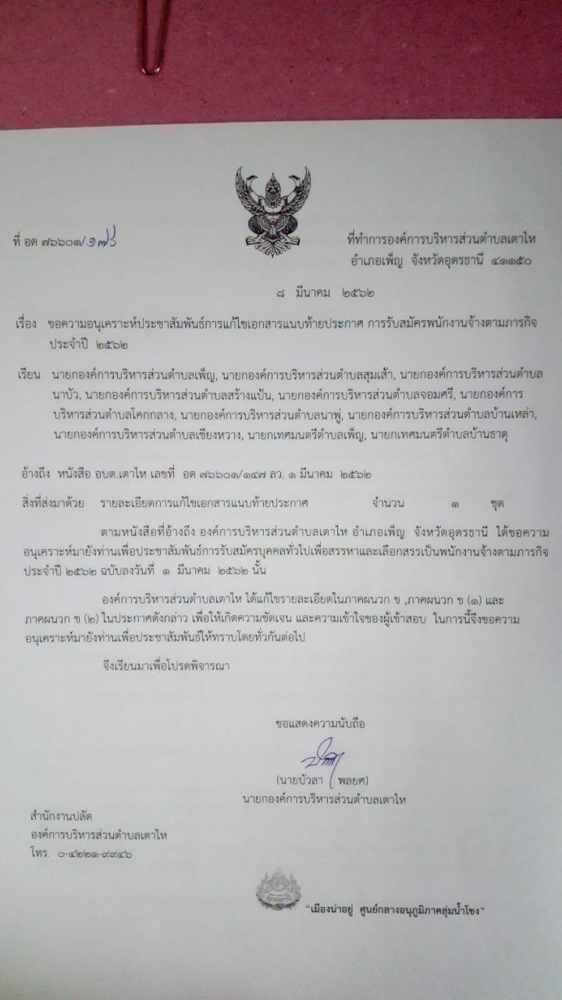 ที่ อด ๗๖๖๐๑/๑๗๖
ที่ทำการองค์การบริหารส่วนตำบลเตาไห
อำเภอเพ็ญ จังหวัดอุดรธานี ๔๑๑๕๐
๘ มีนาคม ๒๕๖๒
เรื่อง ขอความอนุเคราะห์ประชาสัมพันธ์การแก้ไขเอกสารแนบท้ายประกาศ การรับสมัครพนักงานจ้างตามภารกิจ
ประจำปี ๒๕๖๒
เรียน นายกองค์การบริหารส่วนตำบลเพ็ญ, นายกองค์การบริหารส่วนตำบลสุมเส้า, นายกองค์การบริหารส่วนตำบล
นาบัว, นายกองค์การบริหารส่วนตำบลสร้างแป้น, นายกองค์การบริหารส่วนตำบลจอมศรี, นายกองค์การ
บริหารส่วนตำบลโคกกลาง, นายกองค์การบริหารส่วนตำบลนาพู่, นายกองค์การบริหารส่วนตำบลบ้านเหล่า,
นายกองค์การบริหารส่วนตำบลเชียงหวาง, นายกเทศมนตรีตำบลเพ็ญ, นายกเทศมนตรีตำบลบ้านธาตุ
อ้างถึง หนังสือ อบต.เตาไห เลขที่ อด ๗๖๖๐๑/๑๔๗ ลว. ๑ มีนาคม ๒๕๖๒
สิ่งที่ส่งมาด้วย รายละเอียดการแก้ไขเอกสารแนบท้ายประกาศ จำนวน ๑ ชุด
ตามหนังสือที่อ้างถึง องค์การบริหารส่วนตำบลเตาไห อำเภอเพ็ญ จังหวัดอุดรธานี ได้ขอความ
อนุเคราะห์มายังท่านเพื่อประชาสัมพันธ์การรับสมัครบุคคลทั่วไปเพื่อสรรหาและเลือกสรรเป็นพนักงานจ้างตามภารกิจ
ประจำปี ๒๕๖๒ ฉบับลงวันที่ ๑ มีนาคม ๒๕๖๒ นั้น
องค์การบริหารส่วนตำบลเตาไห ได้แก้ไขรายละเอียดในภาคผนวก ข ,ภาคผนวก ข (๑) และ
ภาคผนวก ข (๒) ในประกาศดังกล่าว เพื่อให้เกิดความชัดเจน และความเข้าใจของผู้เข้าสอบ ในการนี้จึงขอความ
อนุเคราะห์มายังท่านเพื่อประชาสัมพันธ์ให้ทราบโดยทั่วกันต่อไป
จึงเรียนมาเพื่อโปรดพิจารณา
ขอแสดงความนับถือ
(นายบัวลา พลยศ)
นายกองค์การบริหารส่วนตำบลเตาไห
สำนักงานปลัด
องค์การบริหารส่วนตำบลเตาไห
โทร. ๐-๔๒๒๑-๙๙๔๖
"เมืองน่าอยู่ ศูนย์กลางอนุภูมิภาคลุ่มน้ำโขง"